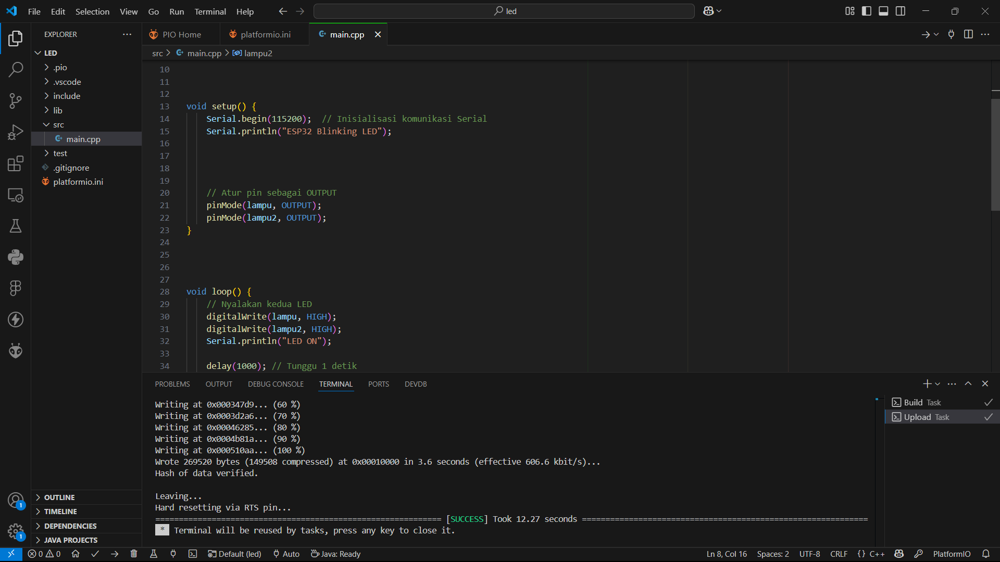 File Edit Selection View Go Run Terminal Help
led
EXPLORER
PIO Home
platformio.ini
main.cpp
LED
src > main.cpp > lampu2
.pio
.vscode
include
lib
src
main.cpp
test
.gitignore
platformio.ini
10
11
12
13 void setup() {
14 Serial.begin(115200); // Inisialisasi komunikasi Serial
15 Serial.println("ESP32 Blinking LED");
16
17
18
19
20 // Atur pin sebagai OUTPUT
21 pinMode(lampu, OUTPUT);
22 pinMode(lampu2, OUTPUT);
23 }
24
25
26
27
28 void loop() {
29 // Nyalakan kedua LED
30 digitalWrite(lampu, HIGH);
31 digitalWrite(lampu2, HIGH);
32 Serial.println("LED ON");
33
34 delay(1000); // Tunggu 1 detik
PROBLEMS OUTPUT DEBUG CONSOLE TERMINAL PORTS DEVDB
Writing at 0x000347d9... (60 %)
Writing at 0x0003d2a6... (70 %)
Writing at 0x00046285... (80 %)
Writing at 0x0004b81a... (90 %)
Writing at 0x000510aa... (100 %)
Wrote 269520 bytes (149508 compressed) at 0x00010000 in 3.6 seconds (effective 606.6 kbit/s)...
Hash of data verified.
Leaving...
Hard resetting via RTS pin...
============================================================= [SUCCESS] Took 12.27 seconds =============================================================
* Terminal will be reused by tasks, press any key to close it.
Build Task
Upload Task
OUTLINE
TIMELINE
DEPENDENCIES
JAVA PROJECTS
1
1
0 0 Default (led) Auto Java: Ready Ln 8, Col 16 Spaces: 2 UTF-8 CRLF {} C++ PlatformIO